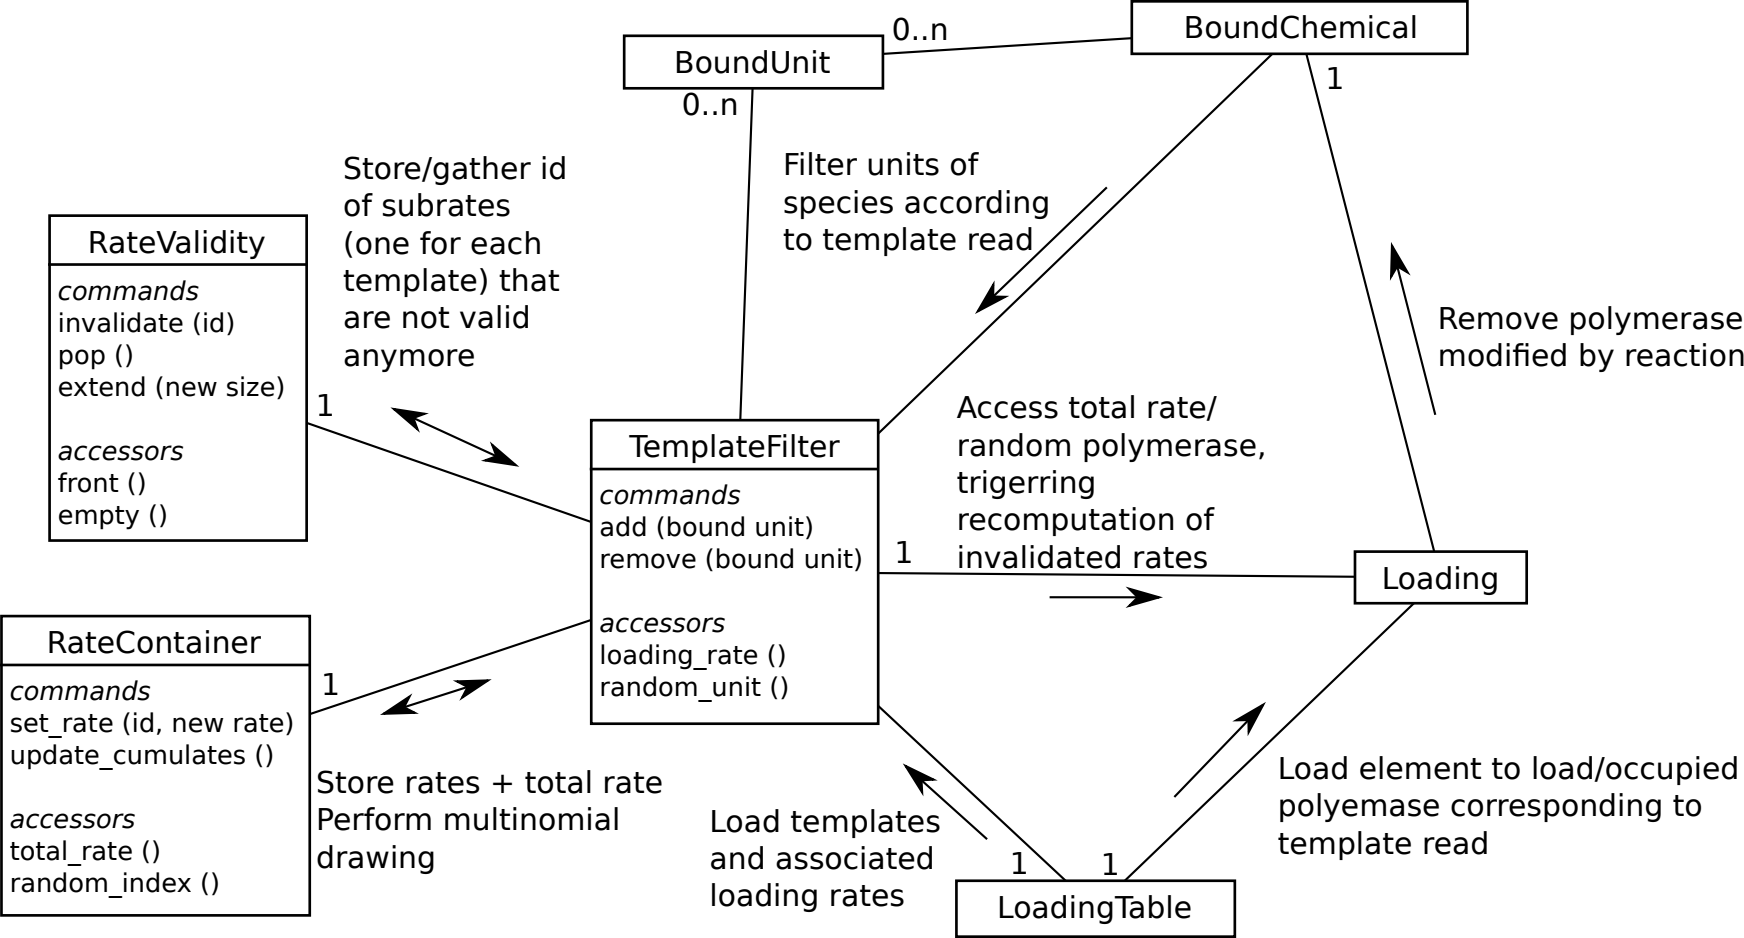 BoundChemical
0..n
BoundUnit
1
0..n
Store/gather id
of subrates
(one for each
template) that
are not valid
anymore
Filter units of
species according
to template read
RateValidity
commands
invalidate (id)
pop ()
extend (new size)
accessors
front ()
empty ()
1
Remove polymerase
modified by reaction
Access total rate/
random polymerase,
trigerring
recomputation of
invalidated rates
TemplateFilter
commands
add (bound unit)
remove (bound unit)
accessors
loading_rate ()
random_unit ()
1
Loading
RateContainer
commands
set_rate (id, new rate)
update_cumulates ()
accessors
total_rate ()
random_index ()
1
Store rates + total rate
Perform multinomial
drawing
Load templates
and associated
loading rates
1
1
Load element to load/occupied
polyemase corresponding to
template read
LoadingTable